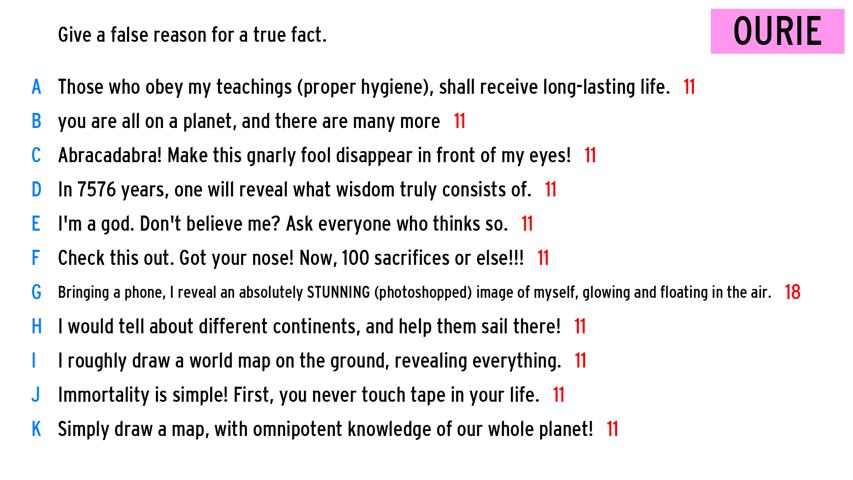 Give a false reason for a true fact.
OURIE
A Those who obey my teachings (proper hygiene), shall receive long-lasting life. 11
B you are all on a planet, and there are many more 11
C Abracadabra! Make this gnarly fool disappear in front of my eyes! 11
D In 7576 years, one will reveal what wisdom truly consists of. 11
E I'm a god. Don't believe me? Ask everyone who thinks so. 11
F Check this out. Got your nose! Now, 100 sacrifices or else!!! 11
G Bringing a phone, I reveal an absolutely STUNNING (photoshopped) image of myself, glowing and floating in the air. 18
H I would tell about different continents, and help them sail there! 11
I I roughly draw a world map on the ground, revealing everything. 11
J Immortality is simple! First, you never touch tape in your life. 11
K Simply draw a map, with omnipotent knowledge of our whole planet! 11